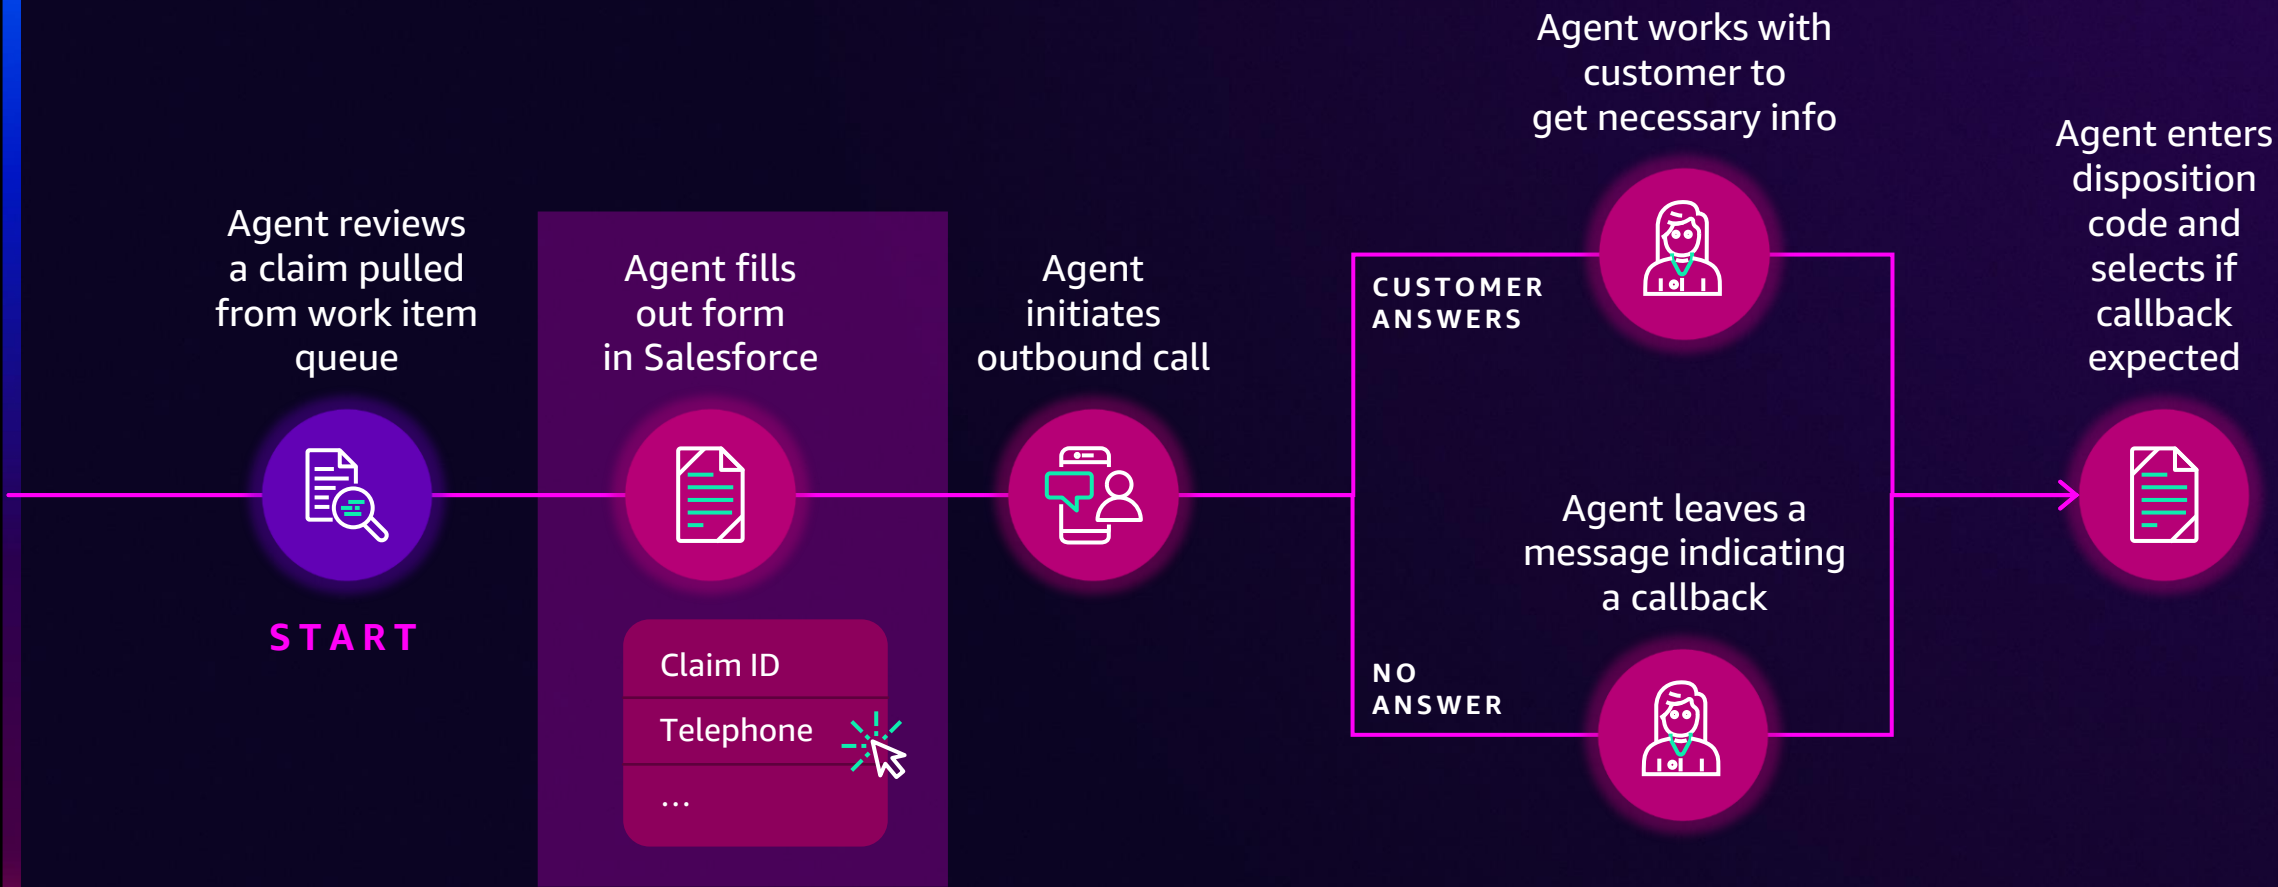 Agent reviews
a claim pulled
from work item
queue
START
Agent fills
out form
in Salesforce
Claim ID
Telephone
...
Agent
initiates
outbound call
CUSTOMER
ANSWERS
Agent works with
customer to
get necessary info
NO
ANSWER
Agent leaves a
message indicating
a callback
Agent enters
disposition
code and
selects if
callback
expected